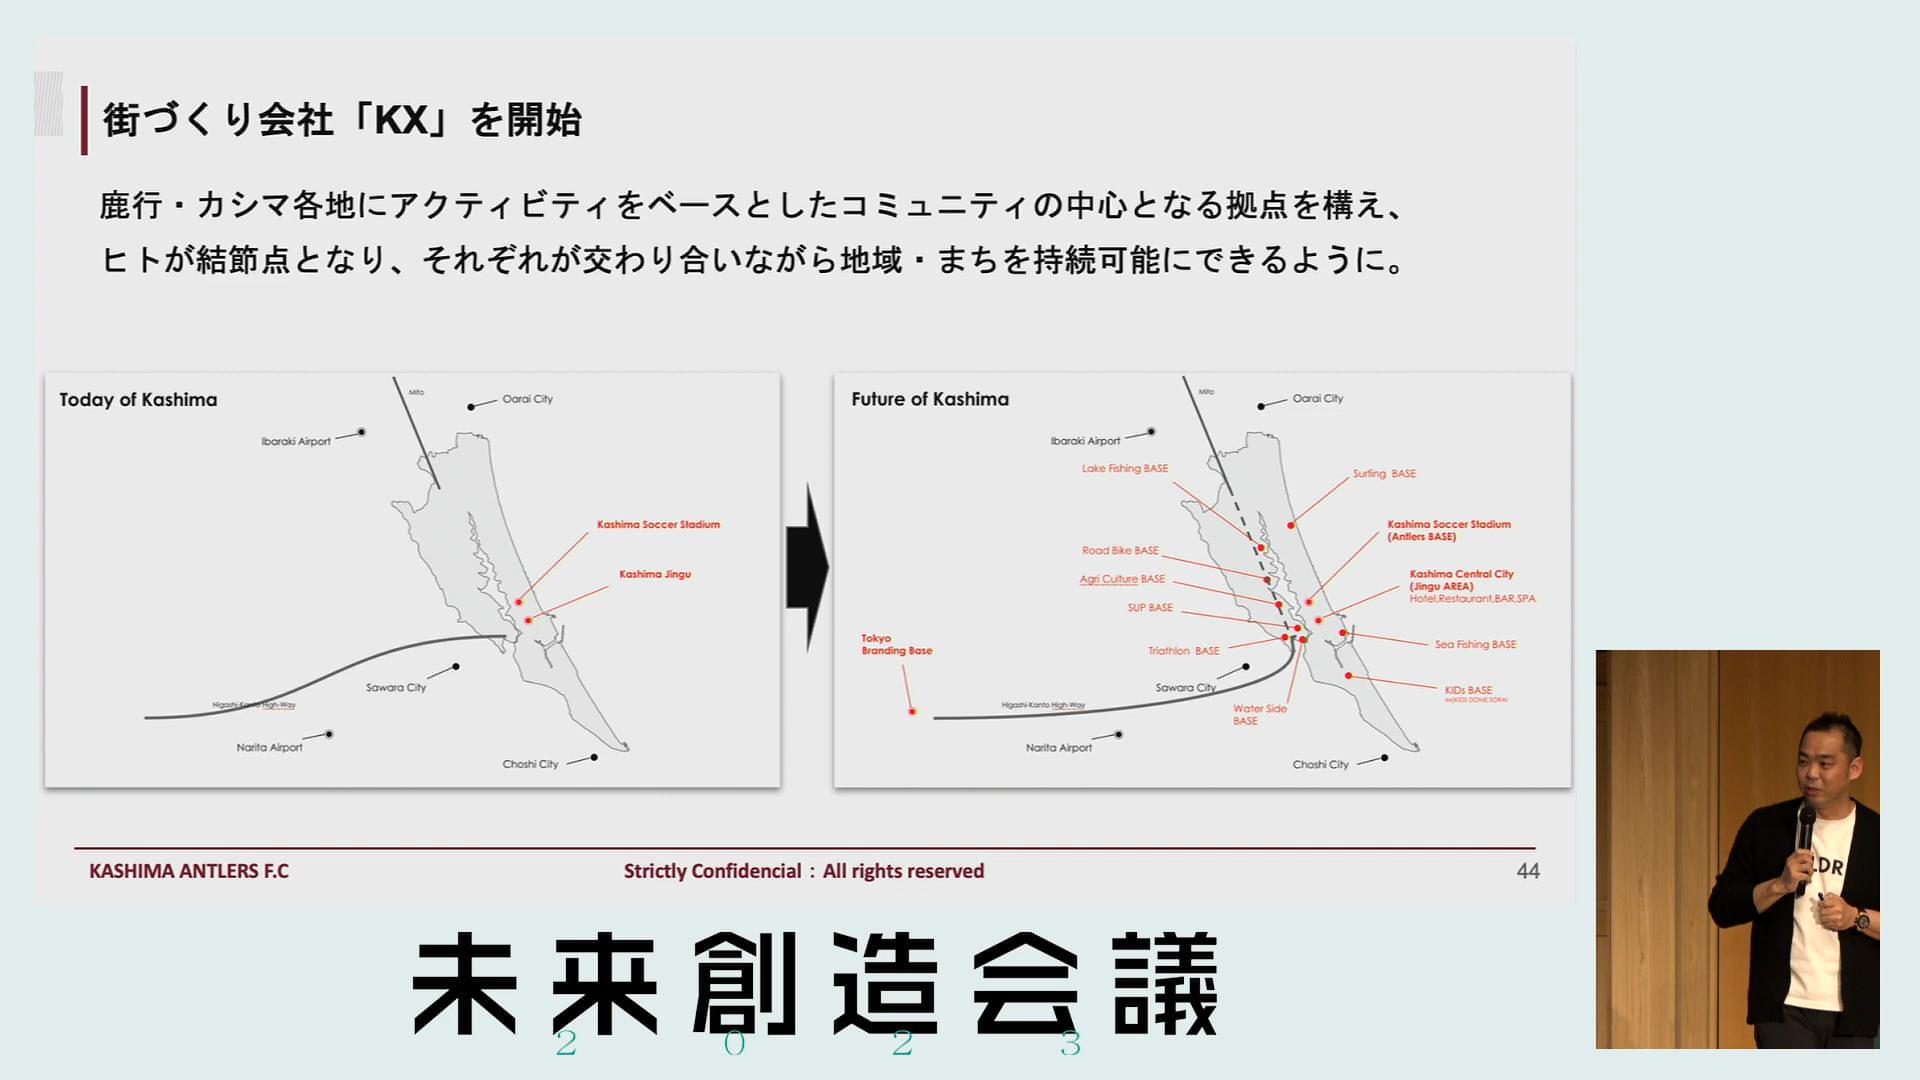 街づくり会社「KX」を開始
鹿行・カシマ各地にアクティビティをベースとしたコミュニティの中心となる拠点を構え、
ヒトが結節点となり、それぞれが交わり合いながら地域・まちを持続可能にできるように。
Today of Kashima
Mito
Oarai City
Ibaraki Airport
Kashima Soccer Stadium
Kashima Jingu
Sawara City
Higashi-Kanto High-Way
Narita Airport
Choshi City
Future of Kashima
Mito
Oarai City
Ibaraki Airport
Lake Fishing BASE
Surfing BASE
Kashima Soccer Stadium
(Antlers BASE)
Road Bike BASE
Agri Culture BASE
Kashima Central City
(Jingu AREA)
Hotel,Restaurant,BAR,SPA
SUP BASE
Tokyo
Branding Base
Triathlon BASE
Sea Fishing BASE
Sawara City
KIDs BASE
ex)KIDS DOME SORAI
Higashi-Kanto High-Way
Water Side
BASE
Narita Airport
Choshi City
KASHIMA ANTLERS F.C
Strictly Confidencial : All rights reserved
44
未来創造会議
2023
LDR